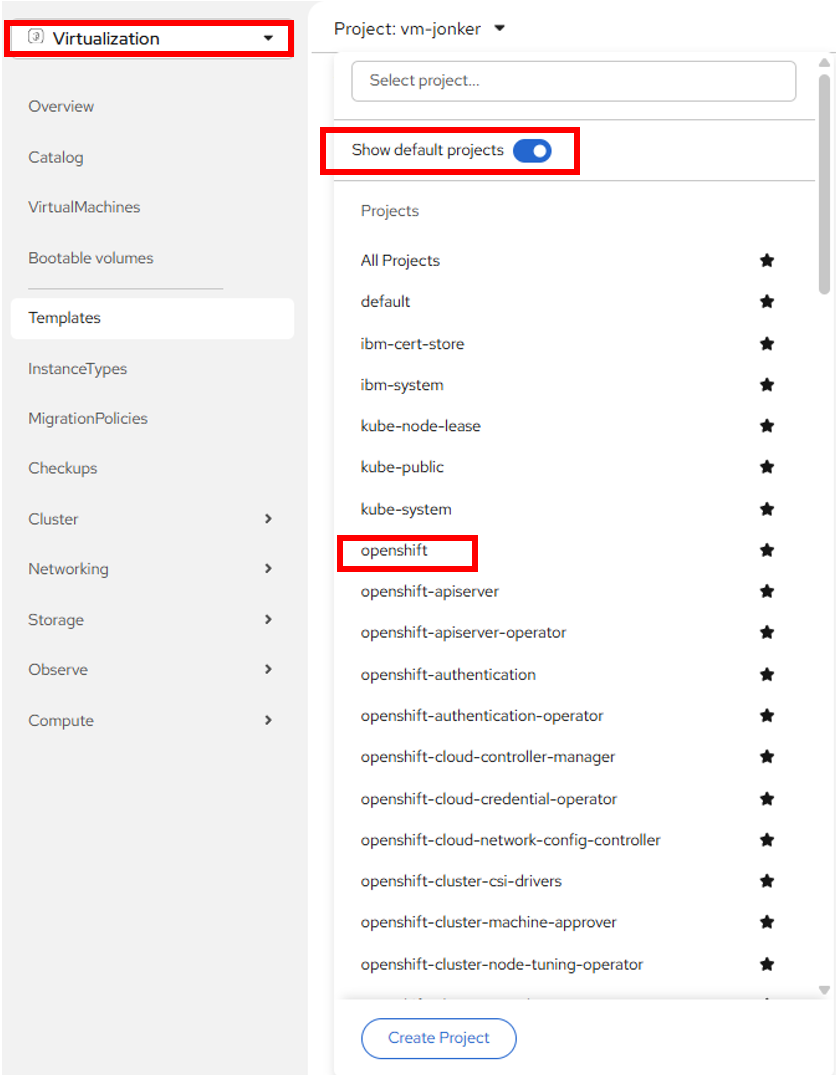 Virtualization
Overview
Catalog
VirtualMachines
Bootable volumes
Templates
InstanceTypes
MigrationPolicies
Checkups
Cluster
Networking
Storage
Observe
Compute
Project: vm-jonker
Select project...
Show default projects
Projects
All Projects
default
ibm-cert-store
ibm-system
kube-node-lease
kube-public
kube-system
openshift
openshift-apiserver
openshift-apiserver-operator
openshift-authentication
openshift-authentication-operator
openshift-cloud-controller-manager
openshift-cloud-credential-operator
openshift-cloud-network-config-controller
openshift-cluster-csi-drivers
openshift-cluster-machine-approver
openshift-cluster-node-tuning-operator
Create Project